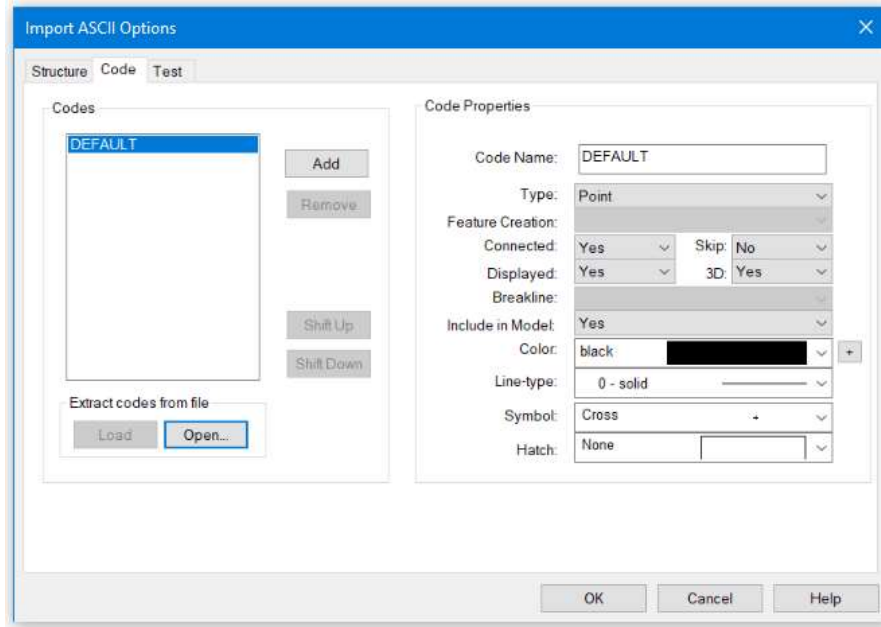 Import ASCII Options
Structure Code Test
Codes
DEFAULT
Add
Remove
Shift Up
Shift Down
Extract codes from file
Load Open...
Code Properties
Code Name: DEFAULT
Type: Point
Feature Creation:
Connected: Yes Skip: No
Displayed: Yes 3D: Yes
Breakline:
Include in Model: Yes
Color: black +
Line-type: 0 - solid
Symbol: Cross
Hatch: None
OK Cancel Help